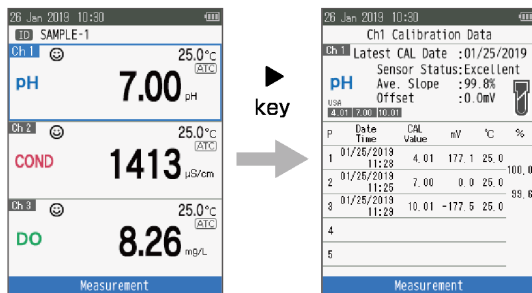 26 Jan 2019 10:30
ID SAMPLE-1
Ch 1
25.0°C
ATC
pH
7.00 pH
Ch 2
25.0°C
ATC
COND
1413 µS/cm
Ch 3
25.0°C
ATC
DO
8.26 mg/L
Measurement
▶
key
26 Jan 2019 10:30
Ch1 Calibration Data
Ch 1 Latest CAL Date :01/25/2019
Sensor Status:Excellent
pH Ave. Slope :99.8%
Offset :0.0mV
USA
4.01 7.00 10.01
P Date Time CAL Value mV °C %
1 01/25/2019 11:28 4.01 177.1 25.0
100.0
2 01/25/2019 11:25 7.00 0.0 25.0
99.6
3 01/25/2019 11:29 10.01 -177.5 25.0
4
5
Measurement